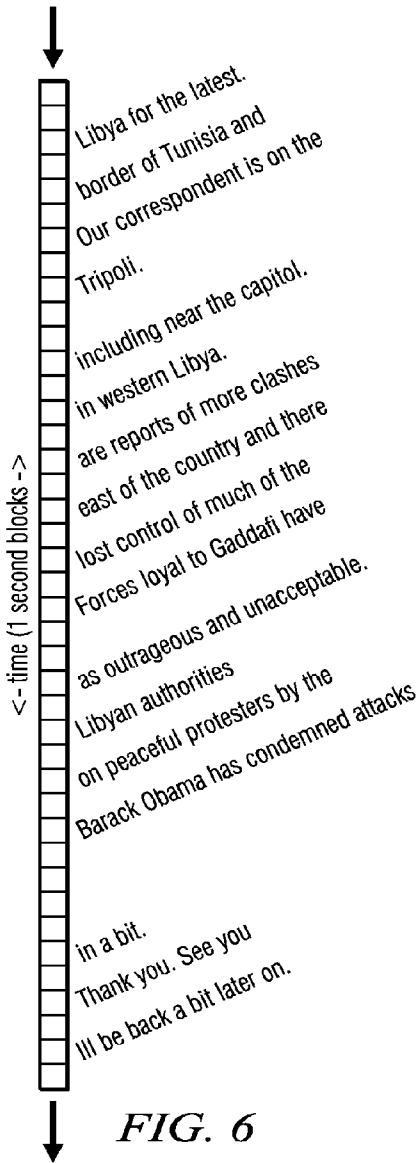 Libya for the latest.
border of Tunisia and
Our correspondent is on the
Tripoli.
including near the capitol.
in western Libya.
are reports of more clashes
east of the country and there
lost control of much of the
Forces loyal to Gaddafi have
as outrageous and unacceptable.
Libyan authorities
on peaceful protesters by the
Barack Obama has condemned attacks
in a bit.
Thank you. See you
Ill be back a bit later on.
<- time (1 second blocks ->
FIG. 6